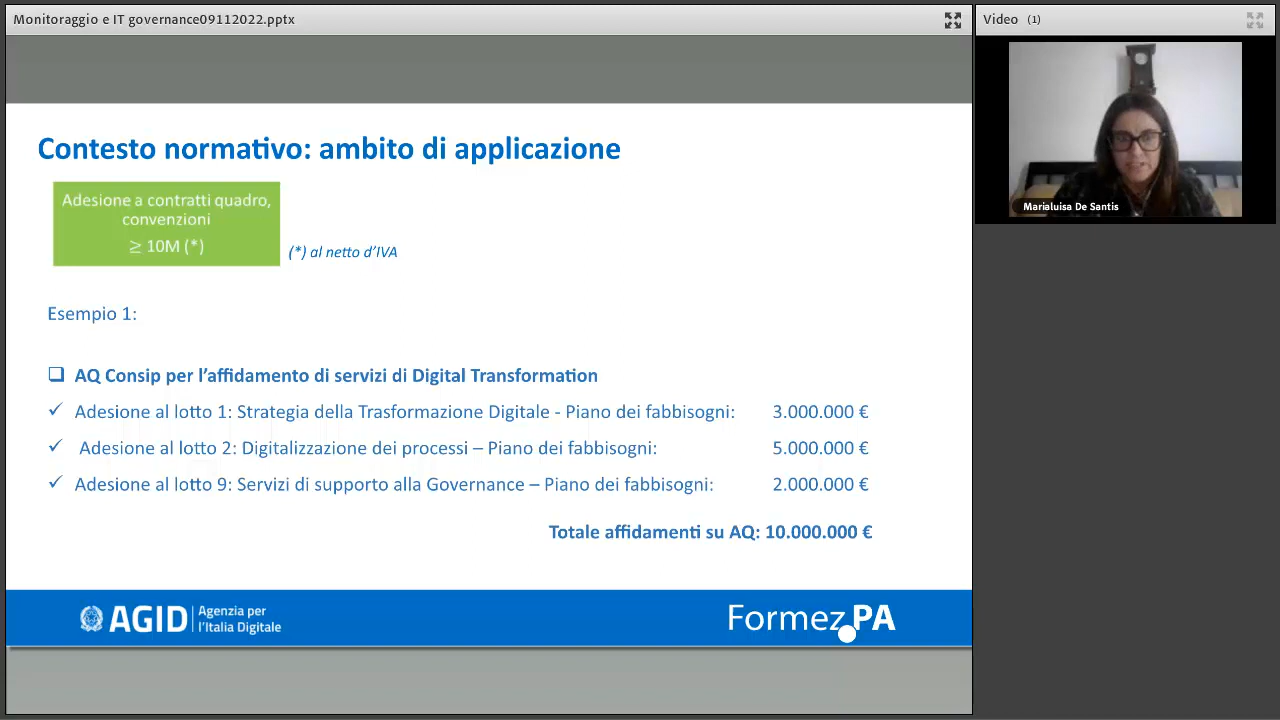 Monitoraggio e IT governance09112022.pptx
Video (1)
Marialuisa De Santis
Contesto normativo: ambito di applicazione
Adesione a contratti quadro,
convenzioni
≥ 10M (*)
(*) al netto d'IVA
Esempio 1:
AQ Consip per l'affidamento di servizi di Digital Transformation
Adesione al lotto 1: Strategia della Trasformazione Digitale - Piano dei fabbisogni: 3.000.000 €
Adesione al lotto 2: Digitalizzazione dei processi – Piano dei fabbisogni: 5.000.000 €
Adesione al lotto 9: Servizi di supporto alla Governance – Piano dei fabbisogni: 2.000.000 €
Totale affidamenti su AQ: 10.000.000 €
AGID Agenzia per
l'Italia Digitale
Formez PA